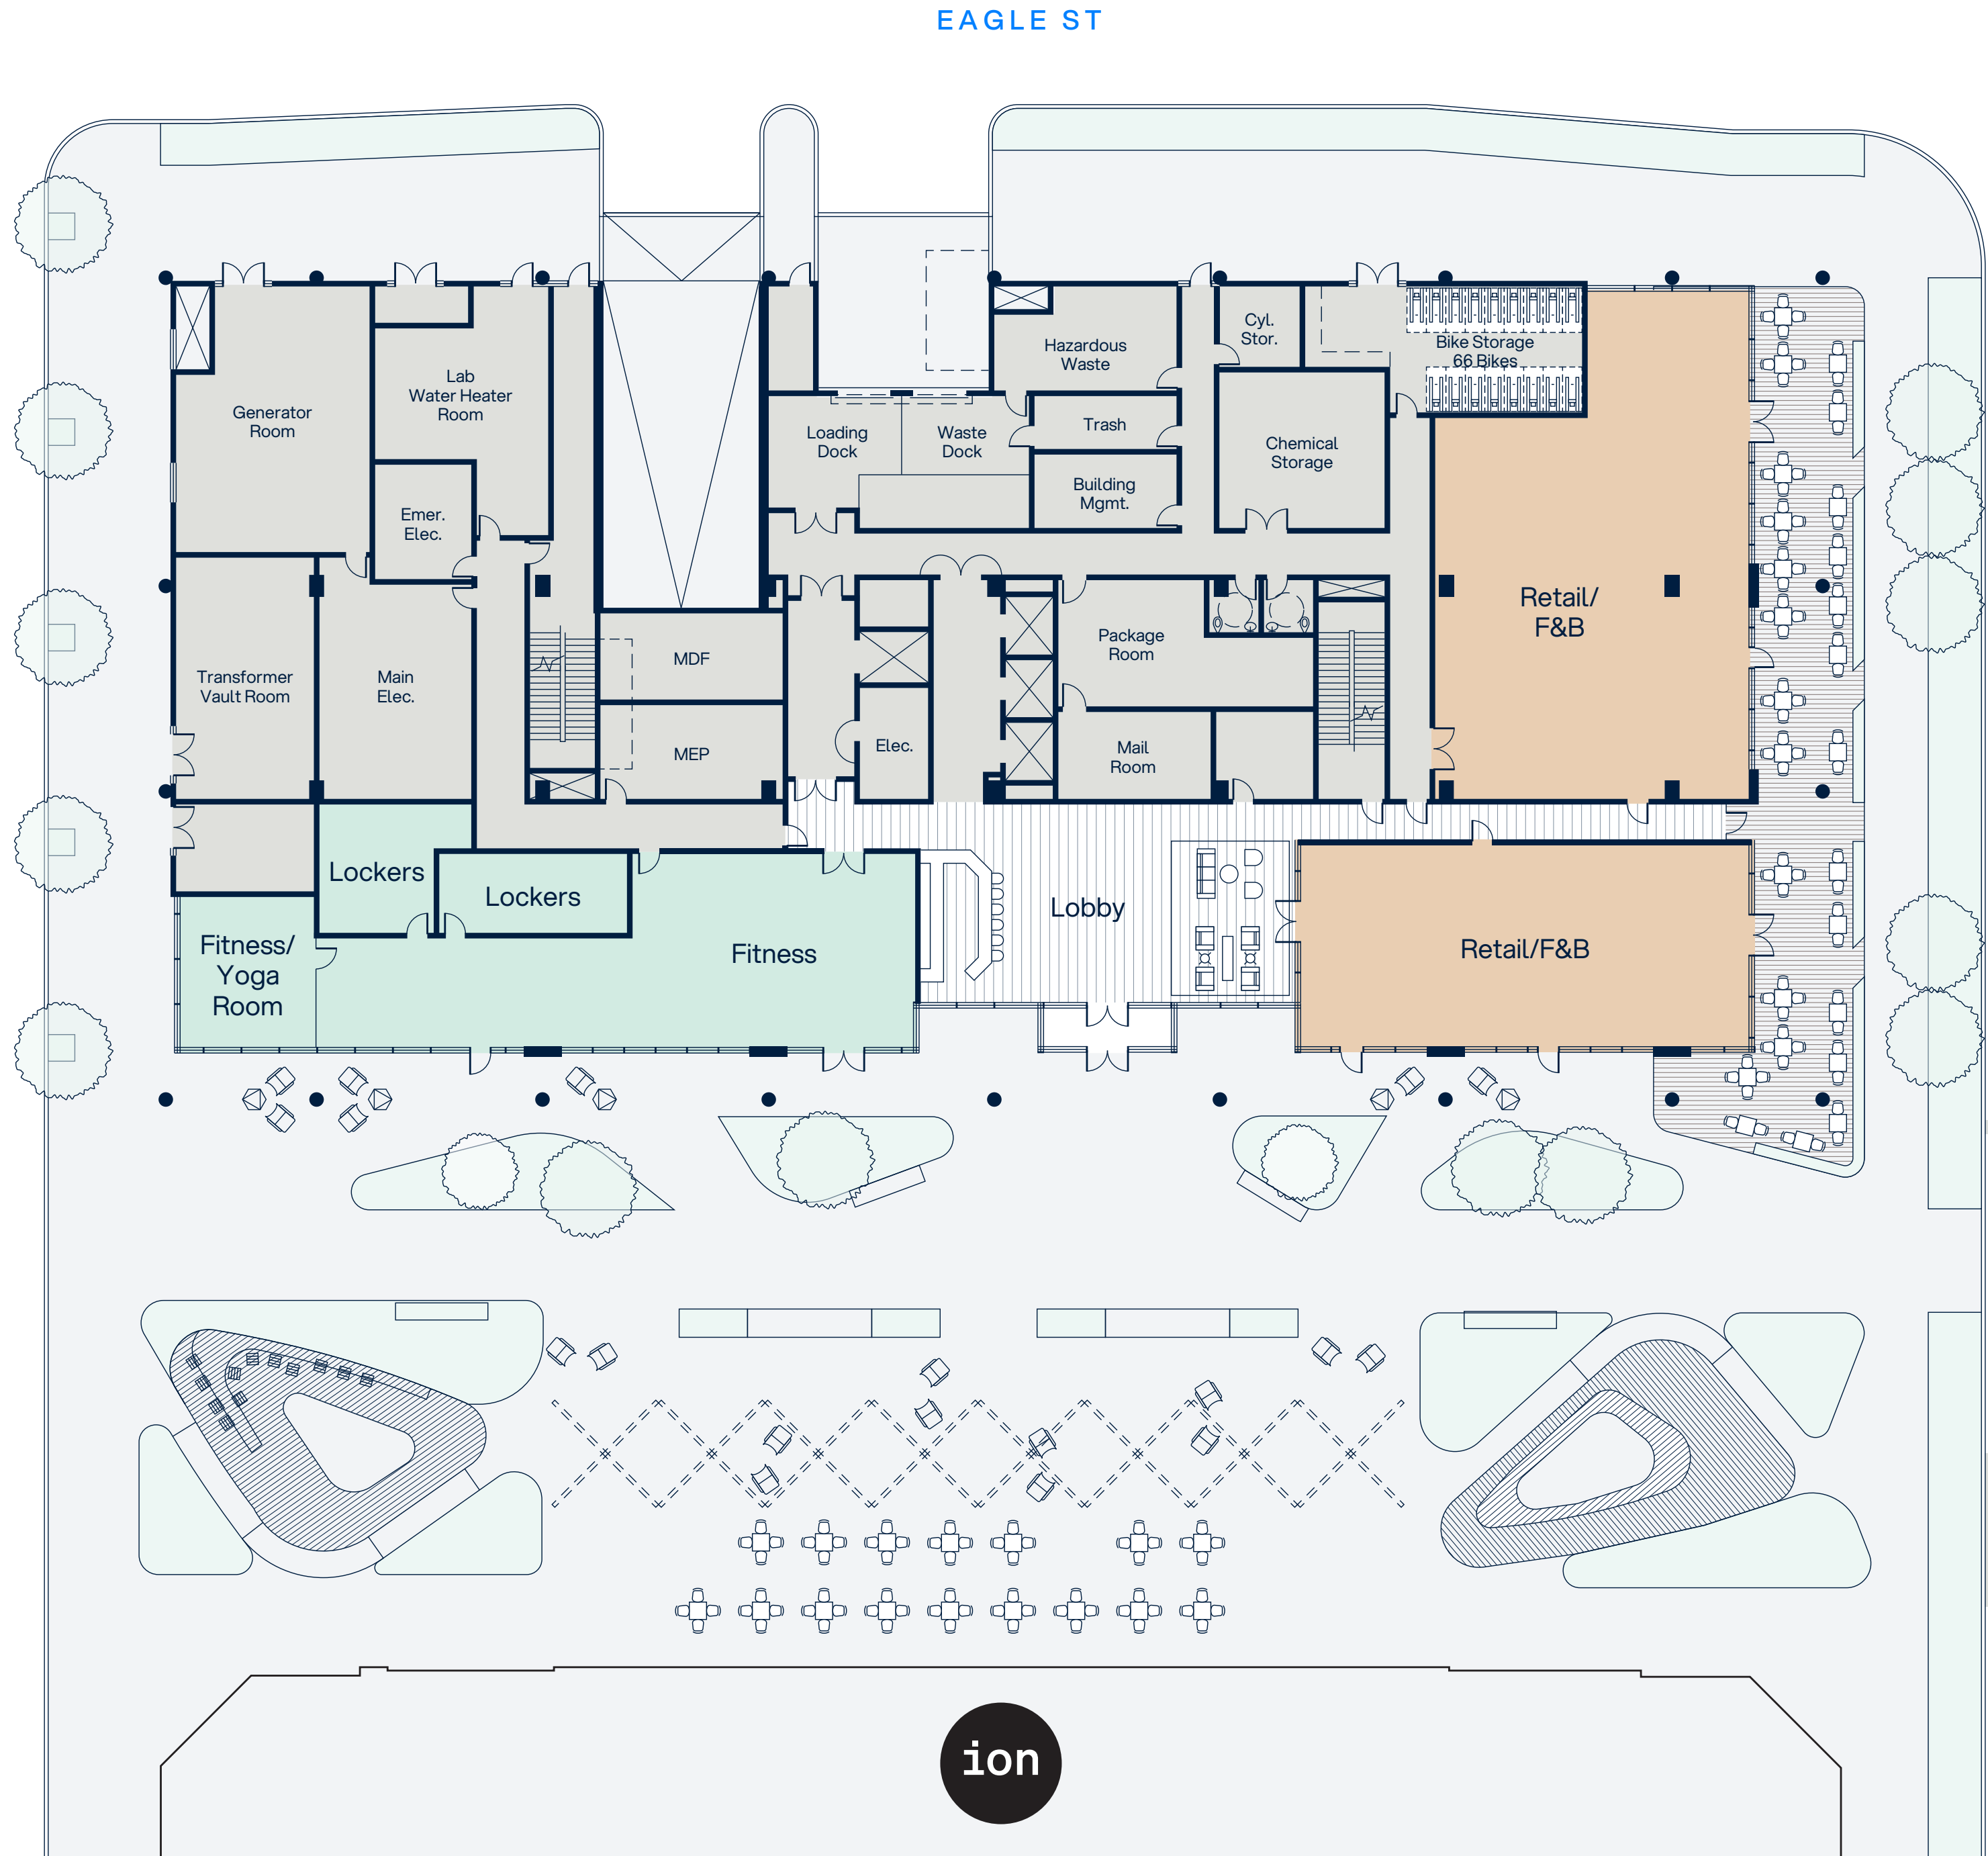 EAGLE ST
Generator
Room
Lab
Water Heater
Room
Emer.
Elec.
Transformer
Vault Room
Main
Elec.
MDF
MEP
Loading
Dock
Waste
Dock
Hazardous
Waste
Trash
Building
Mgmt.
Cyl.
Stor.
Chemical
Storage
Bike Storage
66 Bikes
Retail/
F&B
Package
Room
Elec.
Mail
Room
Lockers
Lockers
Fitness/
Yoga
Room
Fitness
Lobby
Retail/F&B
ion